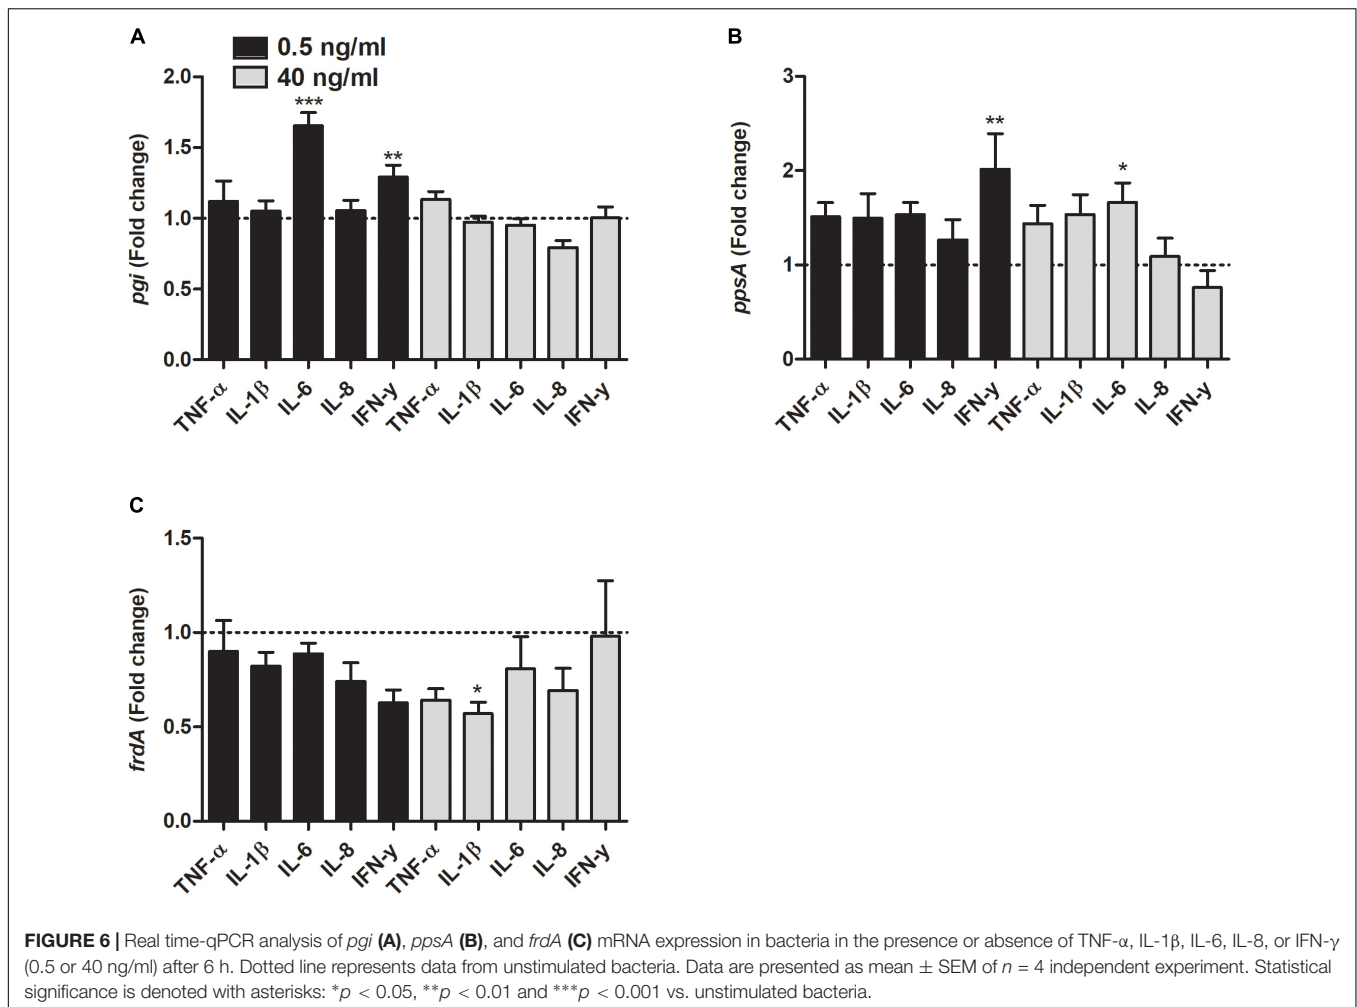 A
0.5 ng/ml
40 ng/ml
pgi (Fold change)
2.0
1.5
1.0
0.5
0.0
***
**
TNF-α IL-1β IL-6 IL-8 IFN-y TNF-α IL-1β IL-6 IL-8 IFN-y
B
ppsA (Fold change)
3
2
1
0
**
*
TNF-α IL-1β IL-6 IL-8 IFN-y TNF-α IL-1β IL-6 IL-8 IFN-y
C
frdA (Fold change)
1.5
1.0
0.5
0.0
*
TNF-α IL-1β IL-6 IL-8 IFN-y TNF-α IL-1β IL-6 IL-8 IFN-y
FIGURE 6 | Real time-qPCR analysis of pgi (A), ppsA (B), and frdA (C) mRNA expression in bacteria in the presence or absence of TNF-α, IL-1β, IL-6, IL-8, or IFN-γ
(0.5 or 40 ng/ml) after 6 h. Dotted line represents data from unstimulated bacteria. Data are presented as mean ± SEM of n = 4 independent experiment. Statistical
significance is denoted with asterisks: *p < 0.05, **p < 0.01 and ***p < 0.001 vs. unstimulated bacteria.